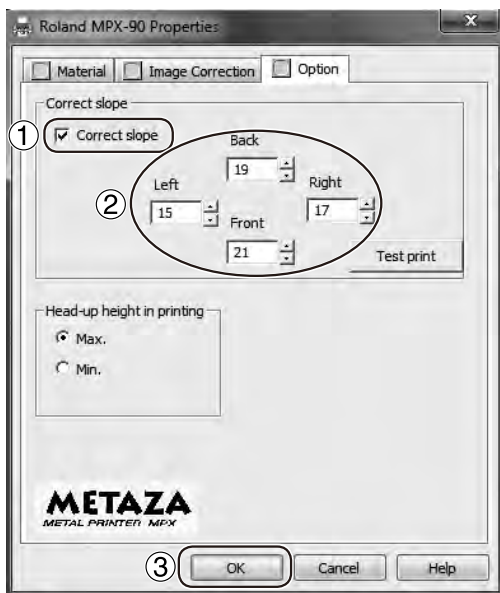 Roland MPX-90 Properties
Material Image Correction Option
Correct slope
① Correct slope
②
Back
19
Left
15
Right
17
Front
21
Test print
Head-up height in printing
Max.
Min.
METAZA
METAL PRINTER MPX
③ OK Cancel Help